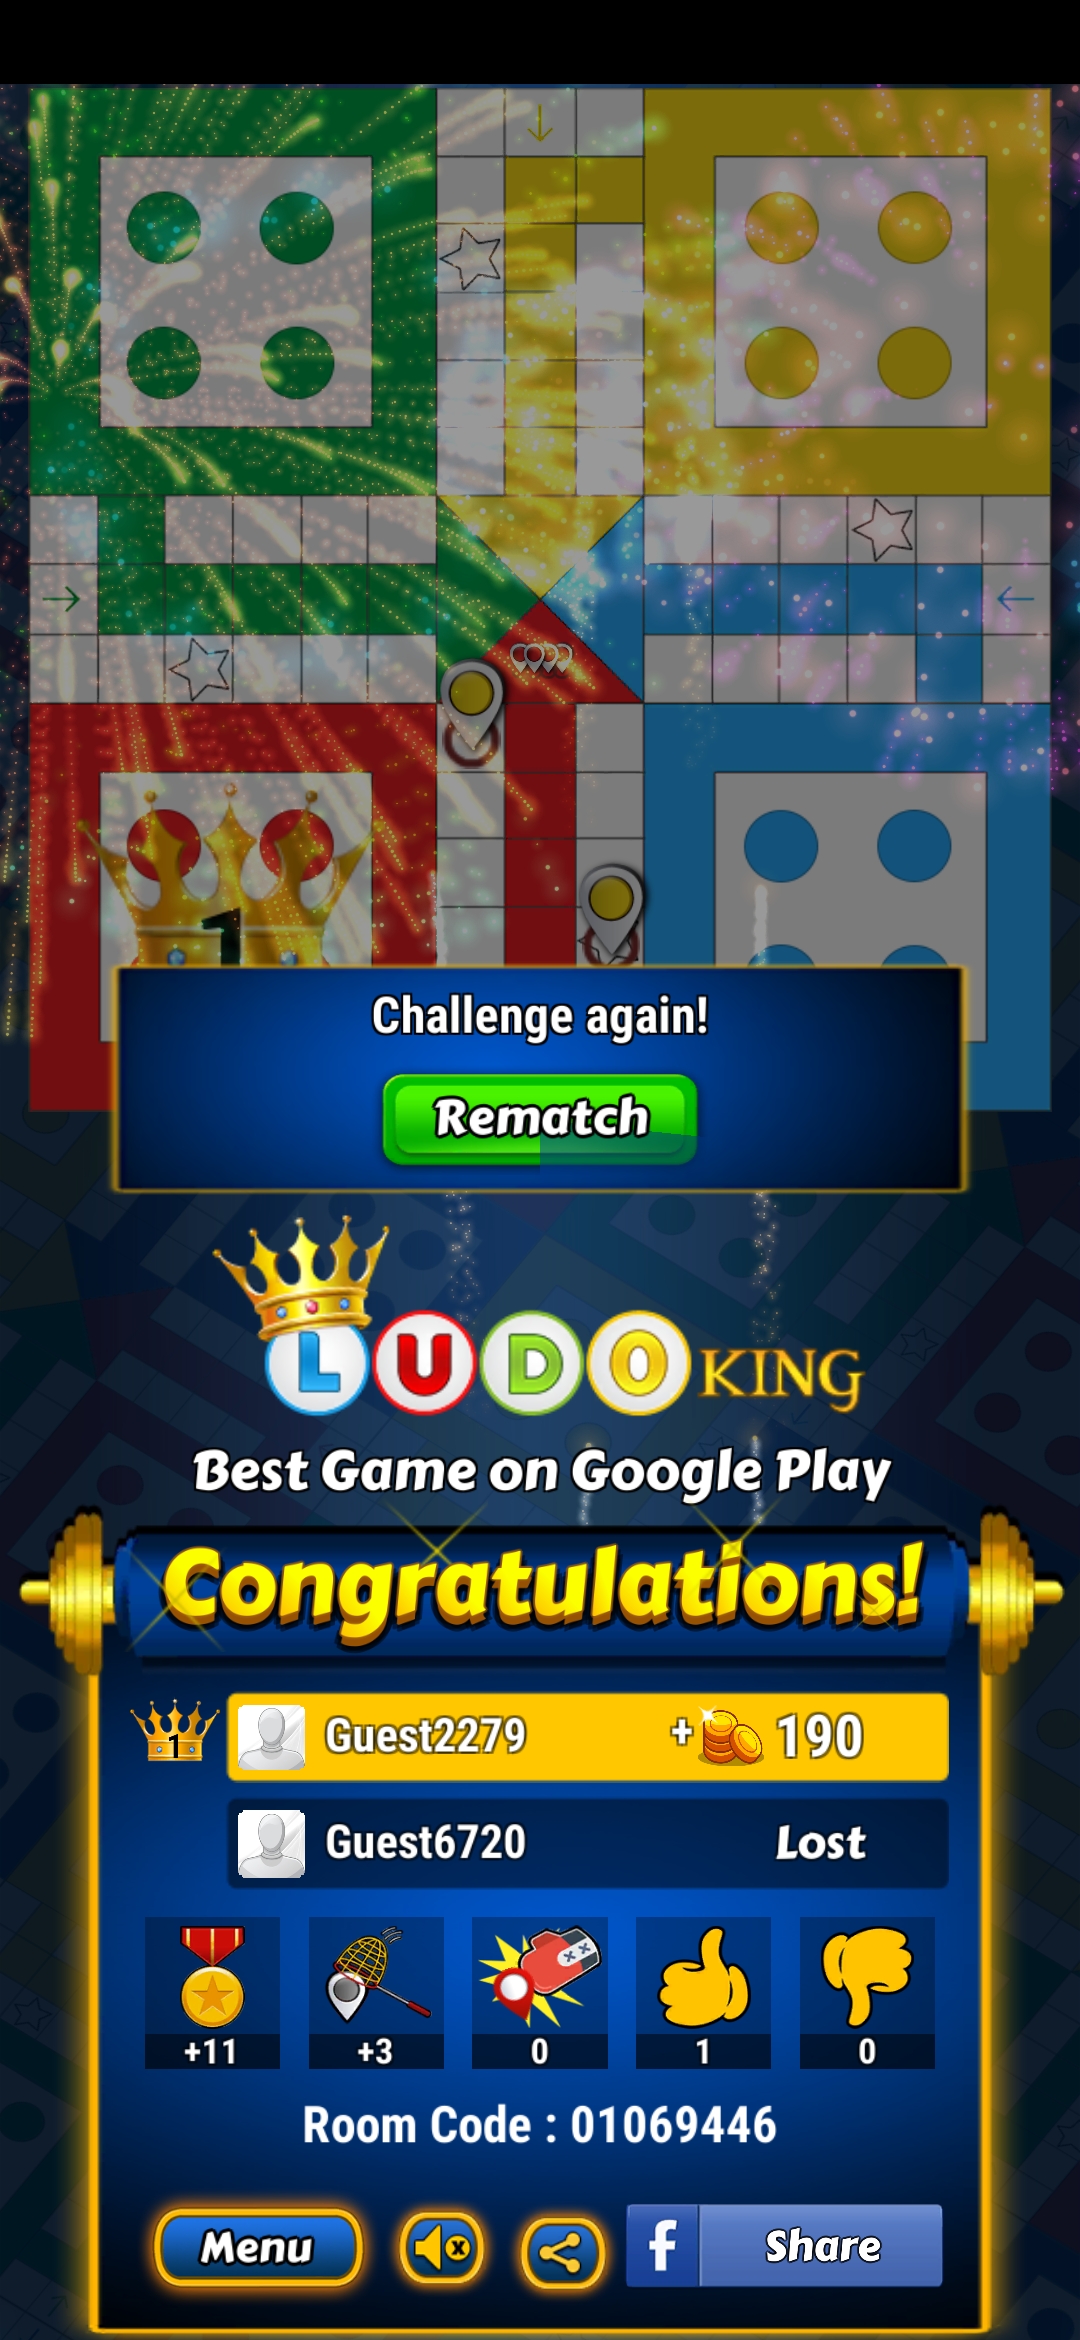 1
Challenge again!
Rematch
LUDO KING
Best Game on Google Play
Congratulations!
1 Guest2279 + 190
Guest6720 Lost
+11 +3 0 1 0
Room Code : 01069446
Menu f Share